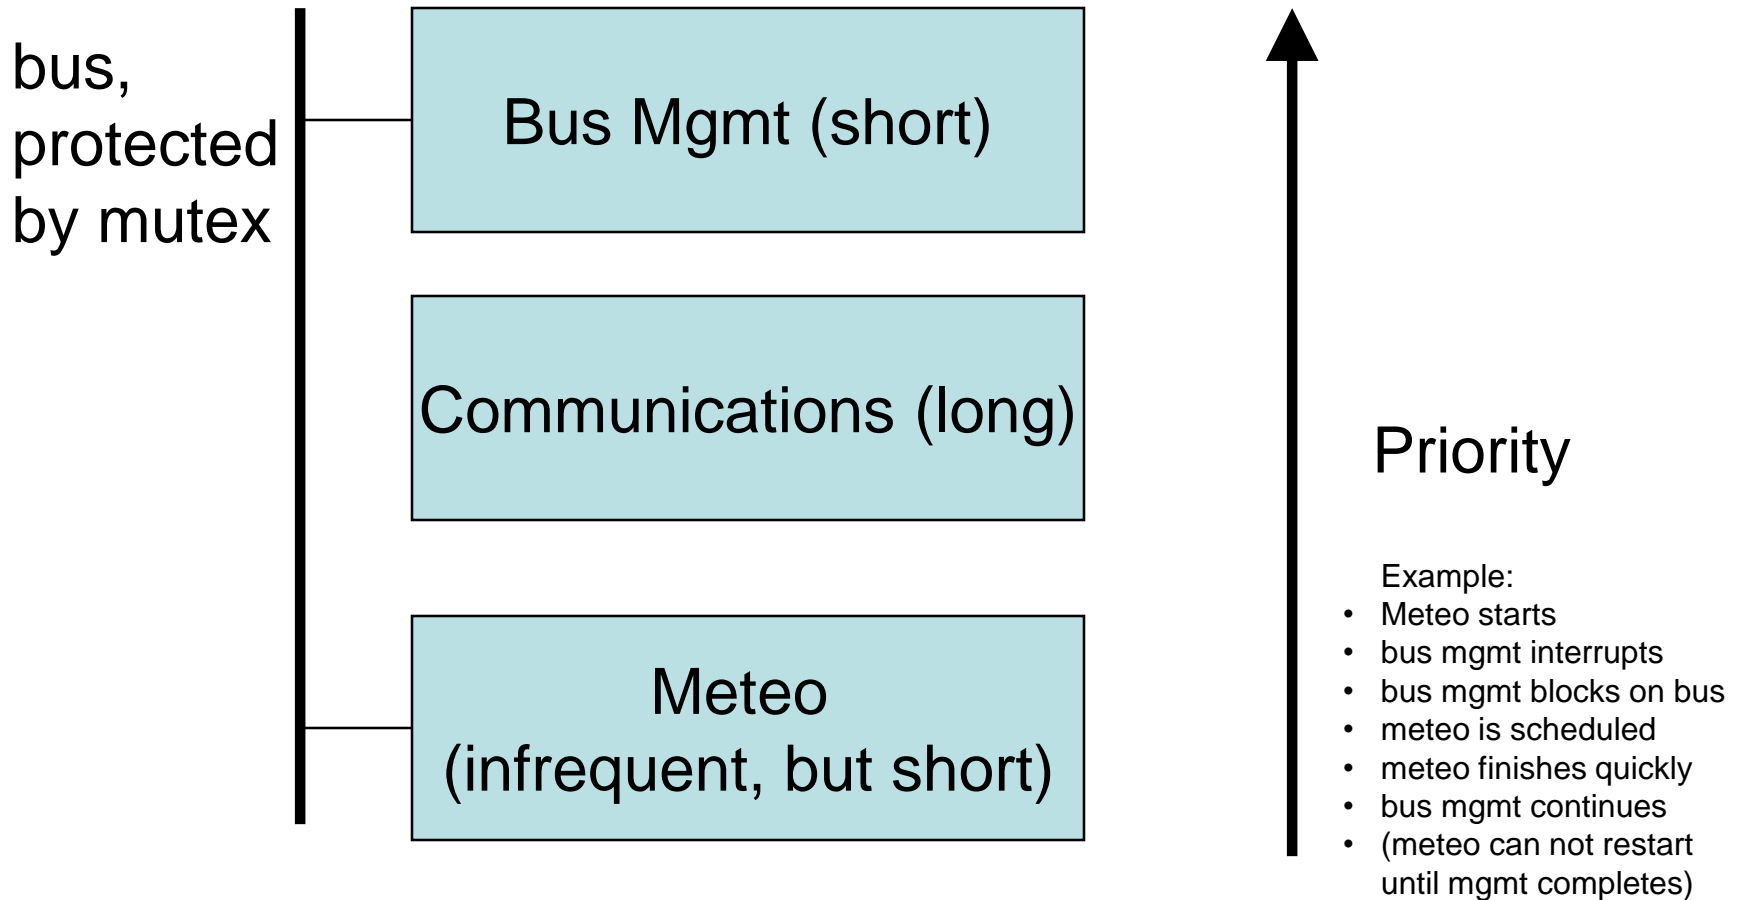 bus,
protected
by mutex
Bus Mgmt (short)
Communications (long)
Meteo
(infrequent, but short)
Priority
Example:
• Meteo starts
• bus mgmt interrupts
• bus mgmt blocks on bus
• meteo is scheduled
• meteo finishes quickly
• bus mgmt continues
• (meteo can not restart
until mgmt completes)